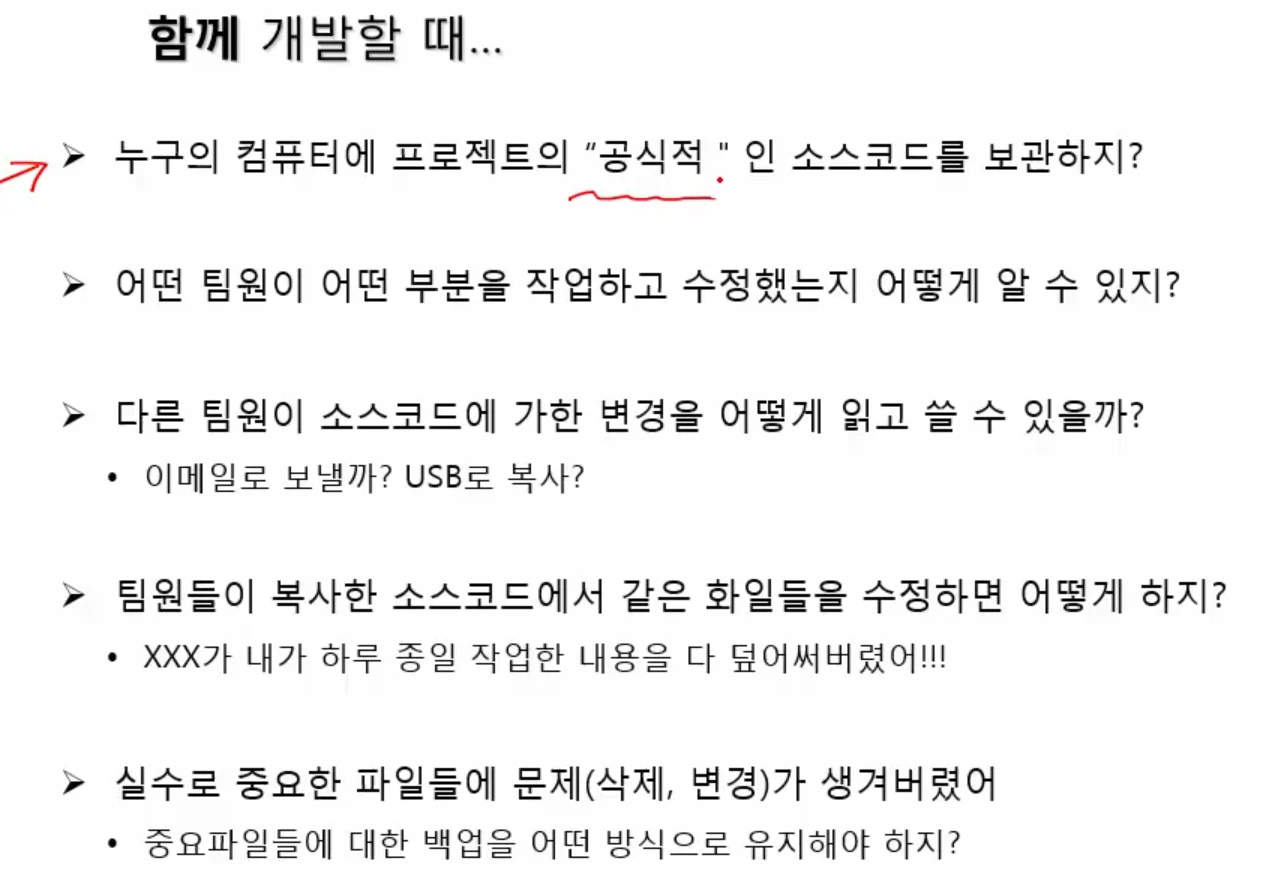 함께 개발할 때...
➢ 누구의 컴퓨터에 프로젝트의 "공식적 " 인 소스코드를 보관하지?
➢ 어떤 팀원이 어떤 부분을 작업하고 수정했는지 어떻게 알 수 있지?
➢ 다른 팀원이 소스코드에 가한 변경을 어떻게 읽고 쓸 수 있을까?
• 이메일로 보낼까? USB로 복사?
➢ 팀원들이 복사한 소스코드에서 같은 화일들을 수정하면 어떻게 하지?
• XXX가 내가 하루 종일 작업한 내용을 다 덮어써버렸어!!!
➢ 실수로 중요한 파일들에 문제(삭제, 변경)가 생겨버렸어
• 중요파일들에 대한 백업을 어떤 방식으로 유지해야 하지?